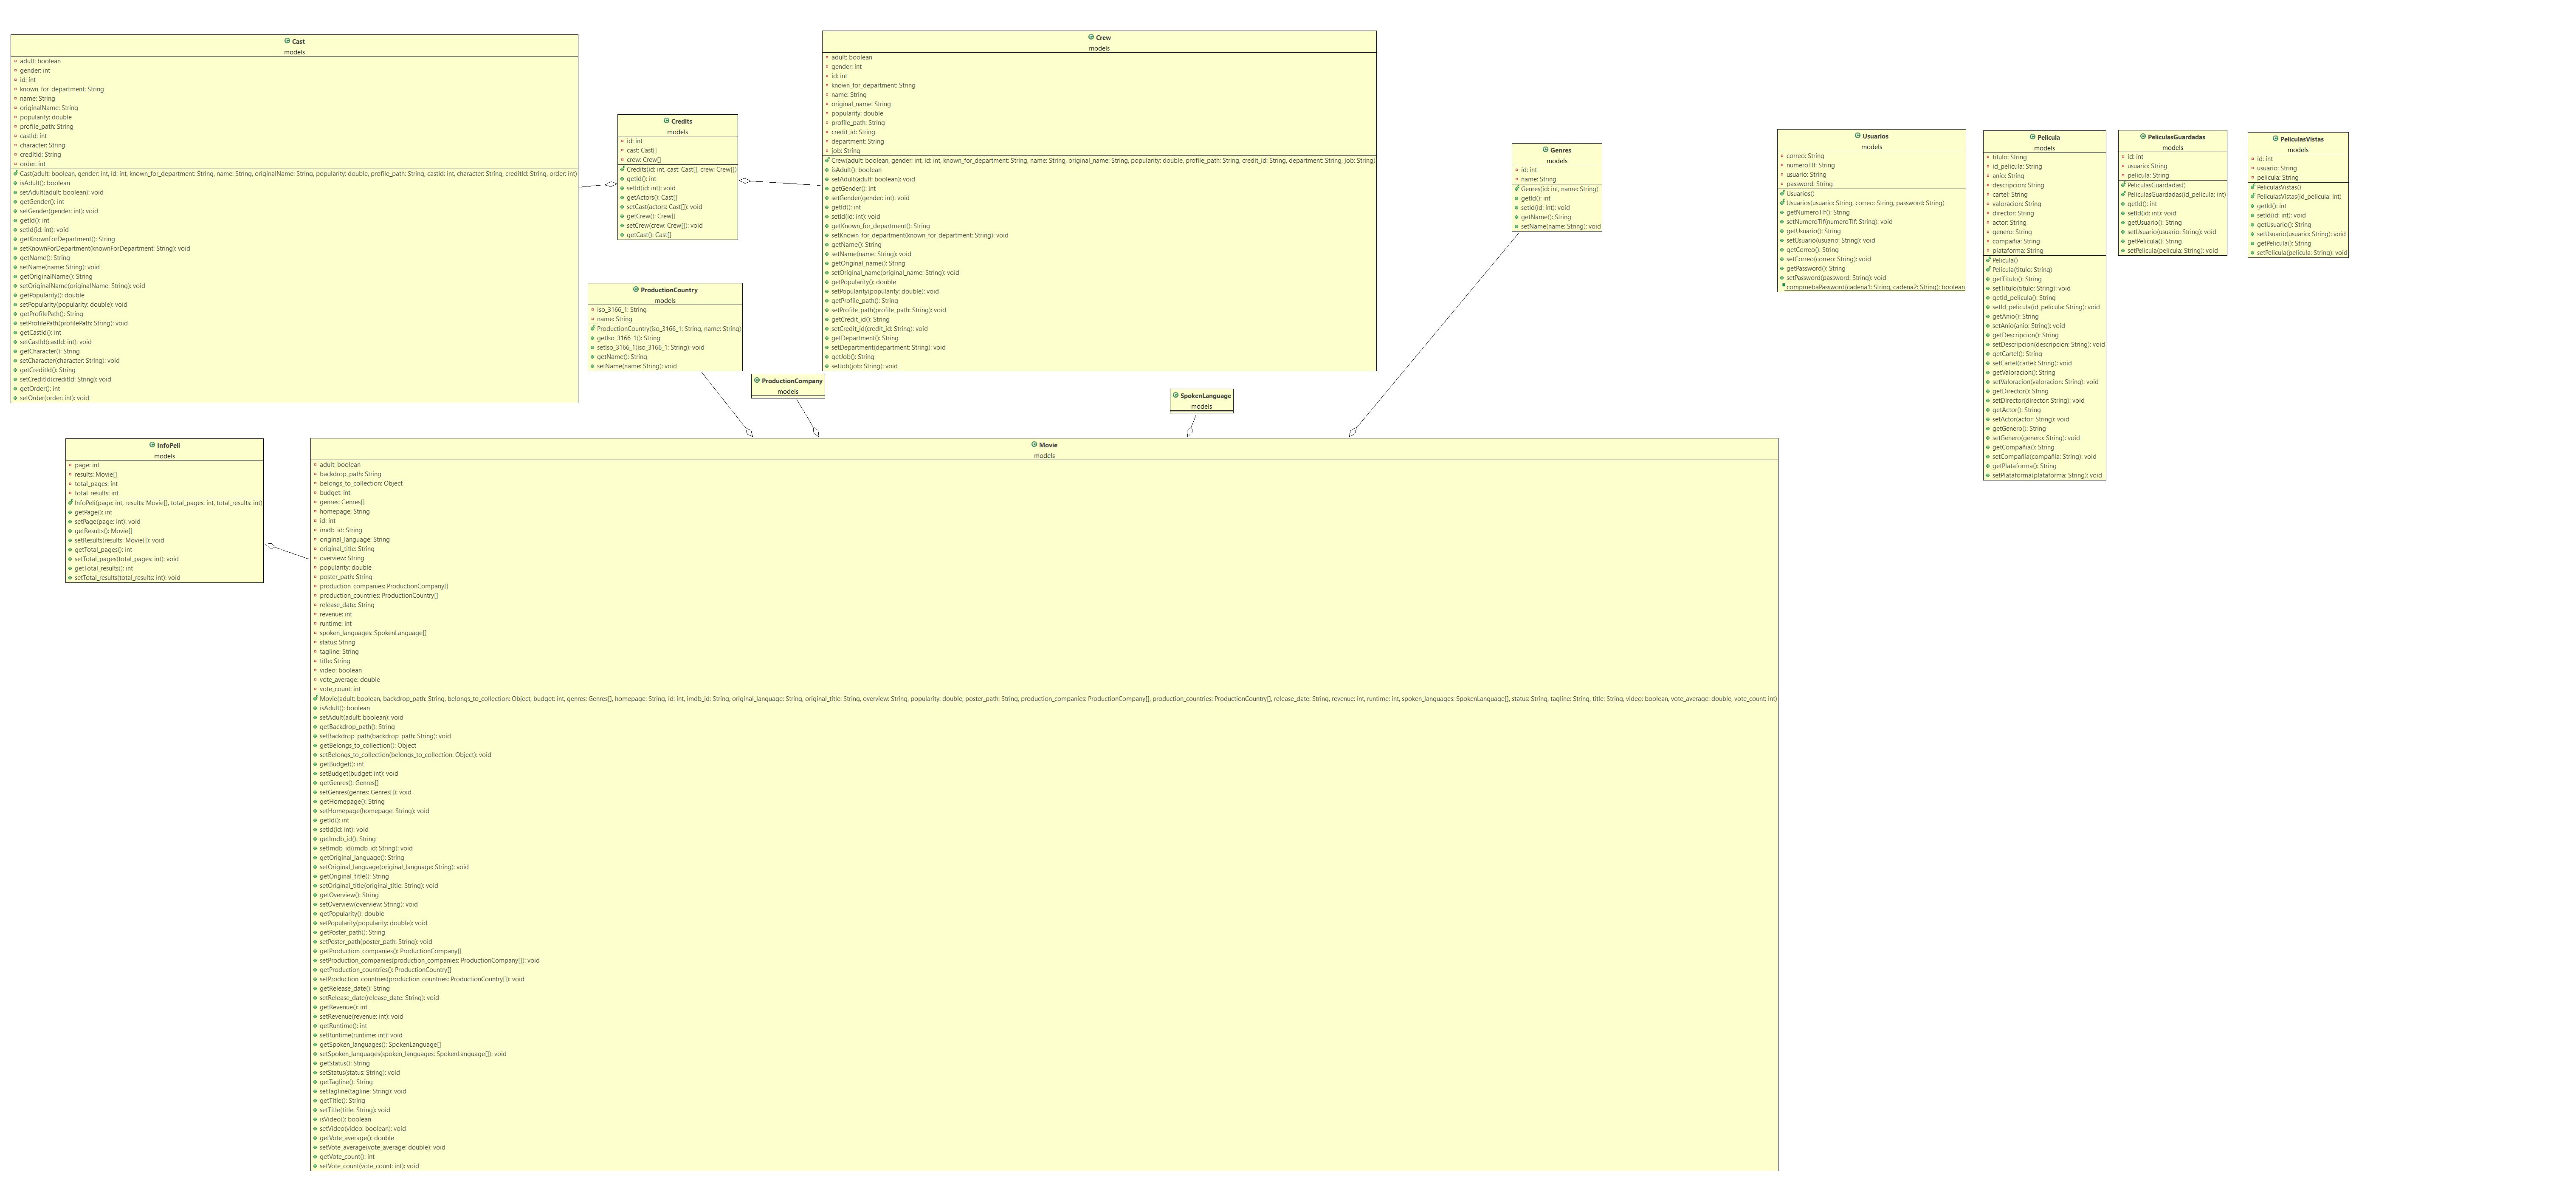 Cast
models
adult: boolean
gender: int
id: int
known_for_department: String
name: String
originalName: String
popularity: double
profile_path: String
castId: int
character: String
creditId: String
order: int
Cast(adult: boolean, gender: int, id: int, known_for_department: String, name: String, originalName: String, popularity: double, profile_path: String, castId: int, character: String, creditId: String, order: int)
isAdult(): boolean
setAdult(adult: boolean): void
getGender(): int
setGender(gender: int): void
getId(): int
setId(id: int): void
getKnownForDepartment(): String
setKnownForDepartment(knownForDepartment: String): void
getName(): String
setName(name: String): void
getOriginalName(): String
setOriginalName(originalName: String): void
getPopularity(): double
setPopularity(popularity: double): void
getProfilePath(): String
setProfilePath(profilePath: String): void
getCastId(): int
setCastId(castId: int): void
getCharacter(): String
setCharacter(character: String): void
getCreditId(): String
setCreditId(creditId: String): void
getOrder(): int
setOrder(order: int): void
Credits
models
id: int
cast: Cast[]
crew: Crew[]
Credits(id: int, cast: Cast[], crew: Crew[])
getId(): int
setId(id: int): void
getActors(): Cast[]
setCast(actors: Cast[]): void
getCrew(): Crew[]
setCrew(crew: Crew[]): void
getCast(): Cast[]
Crew
models
adult: boolean
gender: int
id: int
known_for_department: String
name: String
original_name: String
popularity: double
profile_path: String
credit_id: String
department: String
job: String
Crew(adult: boolean, gender: int, id: int, known_for_department: String, name: String, original_name: String, popularity: double, profile_path: String, credit_id: String, department: String, job: String)
isAdult(): boolean
setAdult(adult: boolean): void
getGender(): int
setGender(gender: int): void
getId(): int
setId(id: int): void
getKnown_for_department(): String
setKnown_for_department(known_for_department: String): void
getName(): String
setName(name: String): void
getOriginal_name(): String
setOriginal_name(original_name: String): void
getPopularity(): double
setPopularity(popularity: double): void
getProfile_path(): String
setProfile_path(profile_path: String): void
getCredit_id(): String
setCredit_id(credit_id: String): void
getDepartment(): String
setDepartment(department: String): void
getJob(): String
setJob(job: String): void
Genres
models
id: int
name: String
Genres(id: int, name: String)
getId(): int
setId(id: int): void
getName(): String
setName(name: String): void
Usuarios
models
correo: String
numeroTlf: String
usuario: String
password: String
Usuarios()
Usuarios(usuario: String, correo: String, password: String)
getNumeroTlf(): String
setNumeroTlf(numeroTlf: String): void
getUsuario(): String
setUsuario(usuario: String): void
getCorreo(): String
setCorreo(correo: String): void
getPassword(): String
setPassword(password: String): void
compruebaPassword(cadena1: String, cadena2: String): boolean
Pelicula
models
titulo: String
id_pelicula: String
anio: String
descripcion: String
cartel: String
valoracion: String
director: String
actor: String
genero: String
compañia: String
plataforma: String
Pelicula()
Pelicula(titulo: String)
getTitulo(): String
setTitulo(titulo: String): void
getId_pelicula(): String
setId_pelicula(id_pelicula: String): void
getAnio(): String
setAnio(anio: String): void
getDescripcion(): String
setDescripcion(descripcion: String): void
getCartel(): String
setCartel(cartel: String): void
getValoracion(): String
setValoracion(valoracion: String): void
getDirector(): String
setDirector(director: String): void
getActor(): String
setActor(actor: String): void
getGenero(): String
setGenero(genero: String): void
getCompañia(): String
setCompañia(compañia: String): void
getPlataforma(): String
setPlataforma(plataforma: String): void
PeliculasGuardadas
models
id: int
usuario: String
pelicula: String
PeliculasGuardadas()
PeliculasGuardadas(id_pelicula: int)
getId(): int
setId(id: int): void
getUsuario(): String
setUsuario(usuario: String): void
getPelicula(): String
setPelicula(pelicula: String): void
PeliculasVistas
models
id: int
usuario: String
pelicula: String
PeliculasVistas()
PeliculasVistas(id_pelicula: int)
getId(): int
setId(id: int): void
getUsuario(): String
setUsuario(usuario: String): void
getPelicula(): String
setPelicula(pelicula: String): void
ProductionCountry
models
iso_3166_1: String
name: String
ProductionCountry(iso_3166_1: String, name: String)
getIso_3166_1(): String
setIso_3166_1(iso_3166_1: String): void
getName(): String
setName(name: String): void
ProductionCompany
models
SpokenLanguage
models
InfoPeli
models
page: int
results: Movie[]
total_pages: int
total_results: int
InfoPeli(page: int, results: Movie[], total_pages: int, total_results: int)
getPage(): int
setPage(page: int): void
getResults(): Movie[]
setResults(results: Movie[]): void
getTotal_pages(): int
setTotal_pages(total_pages: int): void
getTotal_results(): int
setTotal_results(total_results: int): void
Movie
models
adult: boolean
backdrop_path: String
belongs_to_collection: Object
budget: int
genres: Genres[]
homepage: String
id: int
imdb_id: String
original_language: String
original_title: String
overview: String
popularity: double
poster_path: String
production_companies: ProductionCompany[]
production_countries: ProductionCountry[]
release_date: String
revenue: int
runtime: int
spoken_languages: SpokenLanguage[]
status: String
tagline: String
title: String
video: boolean
vote_average: double
vote_count: int
Movie(adult: boolean, backdrop_path: String, belongs_to_collection: Object, budget: int, genres: Genres[], homepage: String, id: int, imdb_id: String, original_language: String, original_title: String, overview: String, popularity: double, poster_path: String, production_companies: ProductionCompany[], production_countries: ProductionCountry[], release_date: String, revenue: int, runtime: int, spoken_languages: SpokenLanguage[], status: String, tagline: String, title: String, video: boolean, vote_average: double, vote_count: int)
isAdult(): boolean
setAdult(adult: boolean): void
getBackdrop_path(): String
setBackdrop_path(backdrop_path: String): void
getBelongs_to_collection(): Object
setBelongs_to_collection(belongs_to_collection: Object): void
getBudget(): int
setBudget(budget: int): void
getGenres(): Genres[]
setGenres(genres: Genres[]): void
getHomepage(): String
setHomepage(homepage: String): void
getId(): int
setId(id: int): void
getImdb_id(): String
setImdb_id(imdb_id: String): void
getOriginal_language(): String
setOriginal_language(original_language: String): void
getOriginal_title(): String
setOriginal_title(original_title: String): void
getOverview(): String
setOverview(overview: String): void
getPopularity(): double
setPopularity(popularity: double): void
getPoster_path(): String
setPoster_path(poster_path: String): void
getProduction_companies(): ProductionCompany[]
setProduction_companies(production_companies: ProductionCompany[]): void
getProduction_countries(): ProductionCountry[]
setProduction_countries(production_countries: ProductionCountry[]): void
getRelease_date(): String
setRelease_date(release_date: String): void
getRevenue(): int
setRevenue(revenue: int): void
getRuntime(): int
setRuntime(runtime: int): void
getSpoken_languages(): SpokenLanguage[]
setSpoken_languages(spoken_languages: SpokenLanguage[]): void
getStatus(): String
setStatus(status: String): void
getTagline(): String
setTagline(tagline: String): void
getTitle(): String
setTitle(title: String): void
isVideo(): boolean
setVideo(video: boolean): void
getVote_average(): double
setVote_average(vote_average: double): void
getVote_count(): int
setVote_count(vote_count: int): void